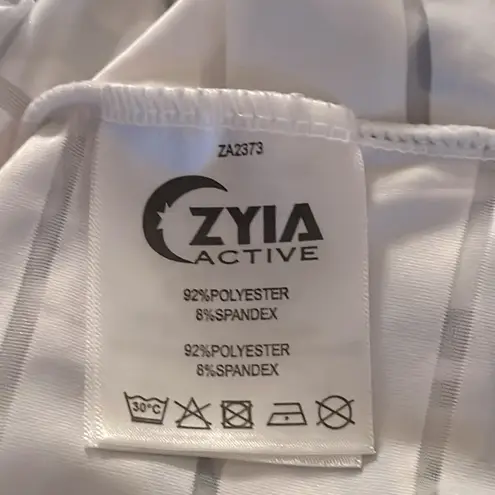 ZA2373
ZYIA
ACTIVE
92%POLYESTER
8%SPANDEX
92%POLYESTER
8%SPANDEX
30°C